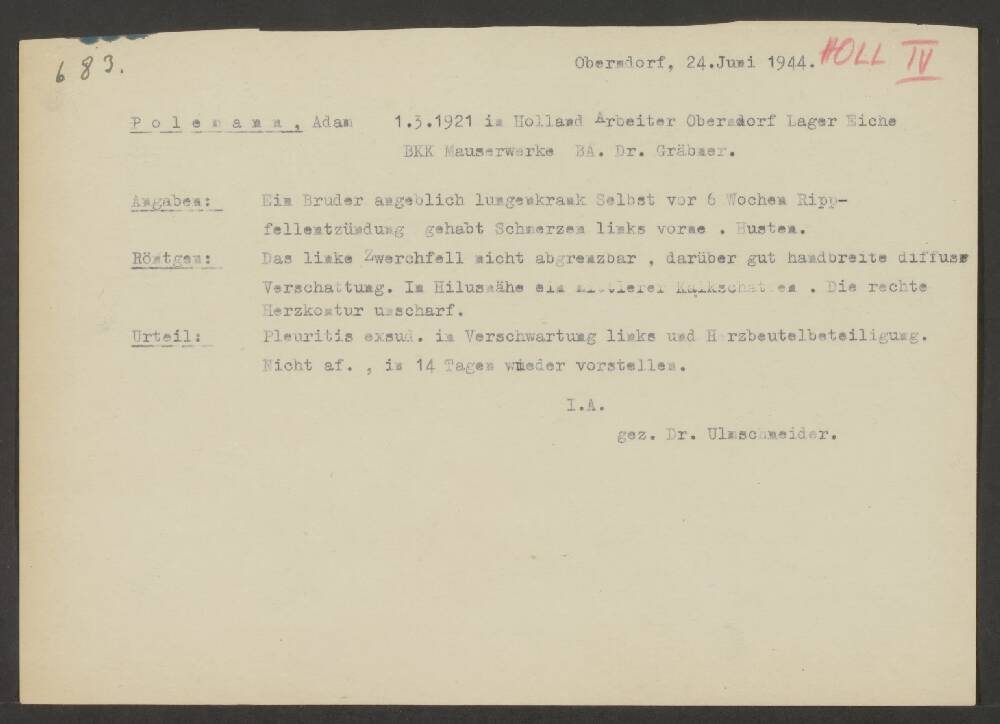 683.
HOLL IV
Oberndorf, 24.Juni 1944.
Polemann, Adam 1.3.1921 in Holland Arbeiter Oberndorf Lager Eiche
BKK Mauserwerke BA. Dr. Gräbner.
Angaben: Ein Bruder angeblich lungenkrank Selbst vor 6 Wochen Ripp-
fellentzündung gehabt Schmerzen links vorne . Husten.
Röntgen: Das linke Zwerchfell nicht abgrenzbar , darüber gut handbreite diffuse
Verschattung. In Hilusnähe ein mittlerer Kalkschatten . Die rechte
Herzkontur unscharf.
Urteil: Pleuritis exsud. in Verschwartung links und Herzbeutelbeteiligung.
Nicht af. , in 14 Tagen wieder vorstellen.
I.A.
gez. Dr. Ulmschneider.